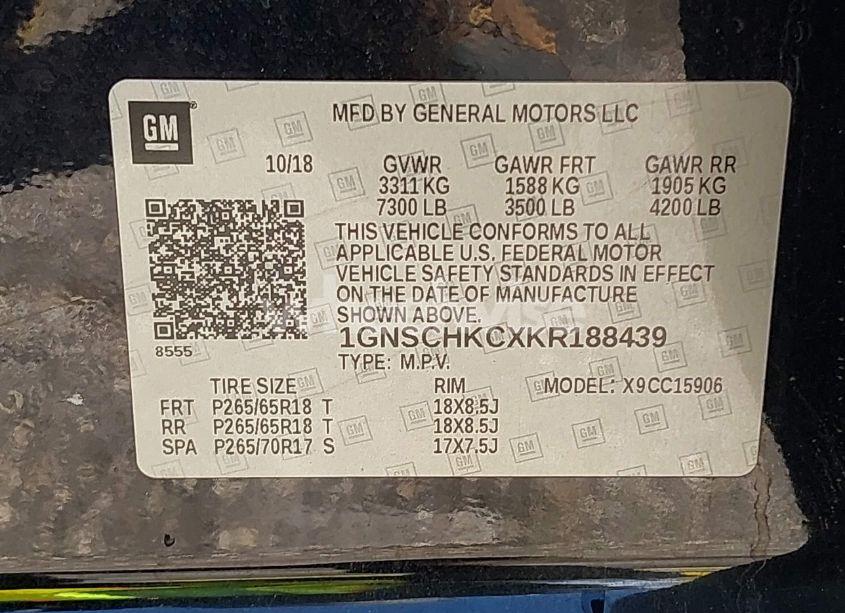 GM
MFD BY GENERAL MOTORS LLC
10/18 GVWR GAWR FRT GAWR RR
3311 KG 1588 KG 1905 KG
7300 LB 3500 LB 4200 LB
THIS VEHICLE CONFORMS TO ALL
APPLICABLE U.S. FEDERAL MOTOR
VEHICLE SAFETY STANDARDS IN EFFECT
ON THE DATE OF MANUFACTURE
SHOWN ABOVE.
8555
1GNSCHKCXKR188439
TYPE: M.P.V.
TIRE SIZE RIM MODEL: X9CC15906
FRT P265/65R18 T 18X8.5J
RR P265/65R18 T 18X8.5J
SPA P265/70R17 S 17X7.5J